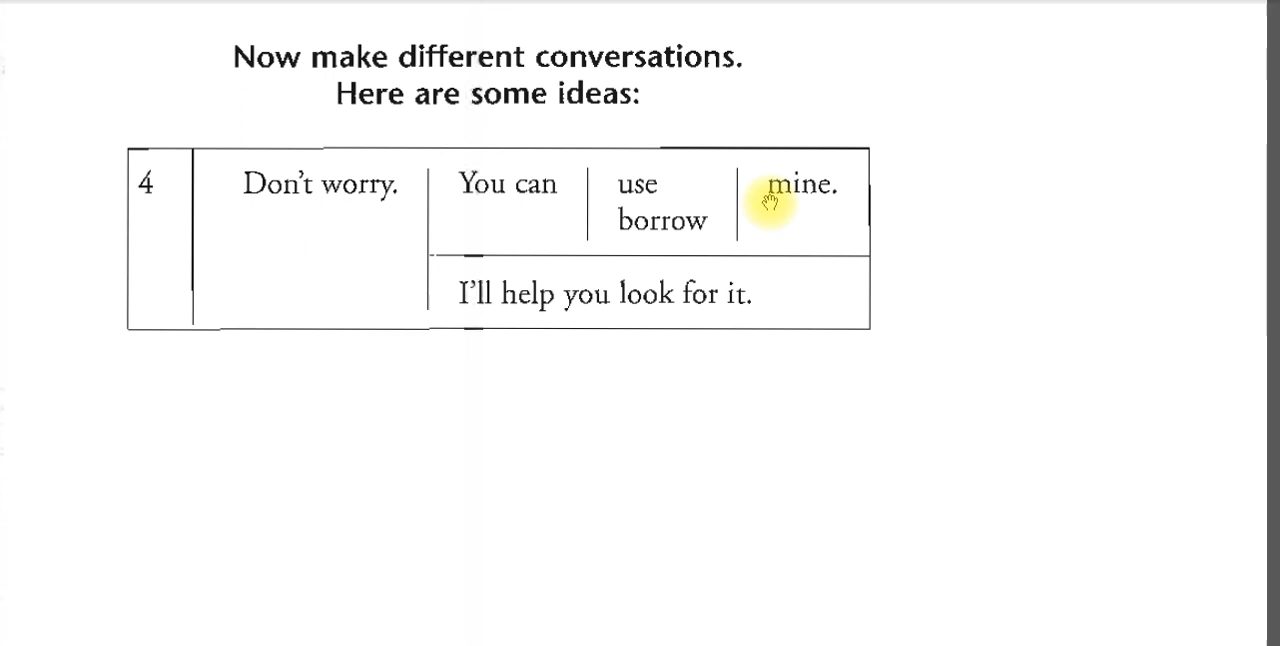 Now make different conversations.
Here are some ideas:
4 Don't worry. You can use mine.
borrow
I'll help you look for it.